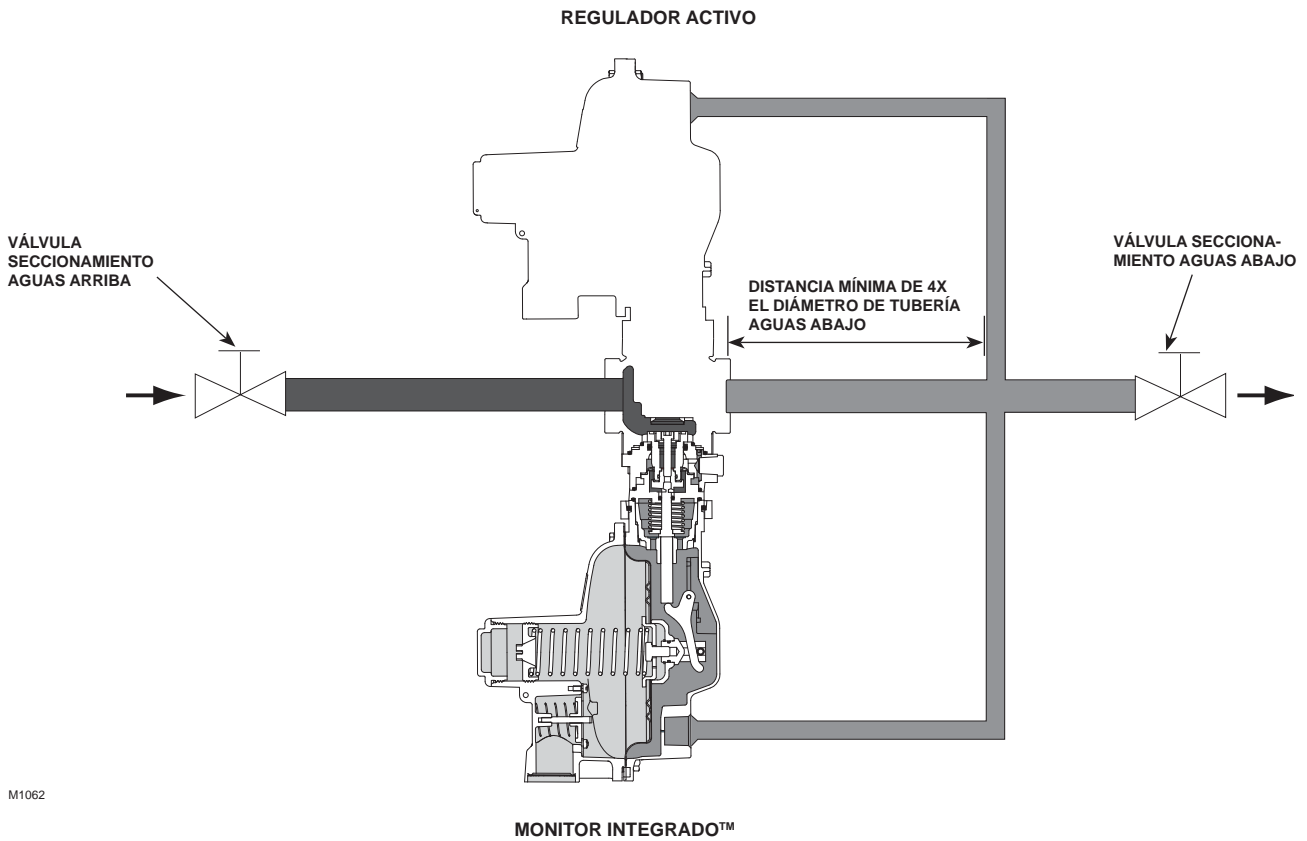 REGULADOR ACTIVO
VÁLVULA
SECCIONAMIENTO
AGUAS ARRIBA
DISTANCIA MÍNIMA DE 4X
EL DIÁMETRO DE TUBERÍA
AGUAS ABAJO
VÁLVULA SECCIONA-
MIENTO AGUAS ABAJO
M1062
MONITOR INTEGRADO™